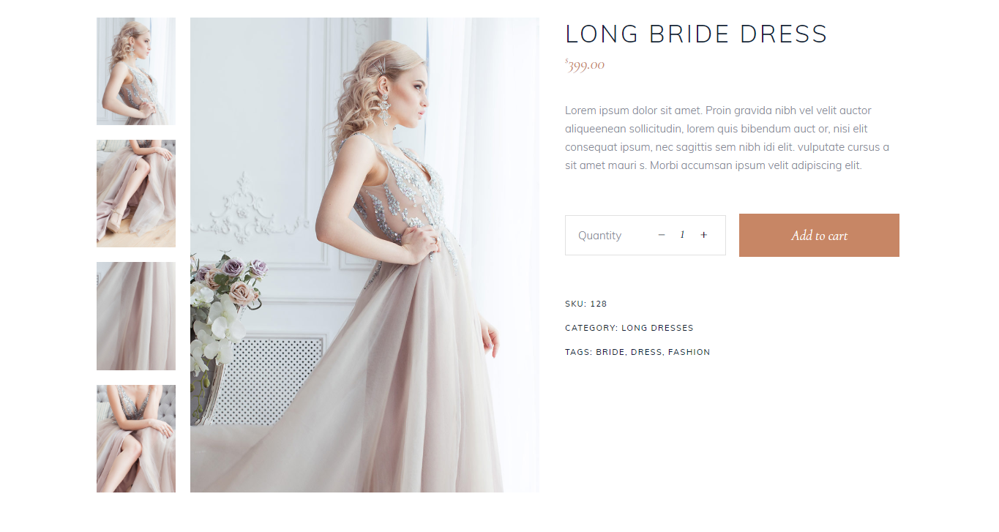 LONG BRIDE DRESS
$399.00
Lorem ipsum dolor sit amet. Proin gravida nibh vel velit auctor
aliqueenean sollicitudin, lorem quis bibendum auct or, nisi elit
consequat ipsum, nec sagittis sem nibh idi elit. vulputate cursus a
sit amet mauri s. Morbi accumsan ipsum velit adipiscing elit.
Quantity − 1 + Add to cart
SKU: 128
CATEGORY: LONG DRESSES
TAGS: BRIDE, DRESS, FASHION